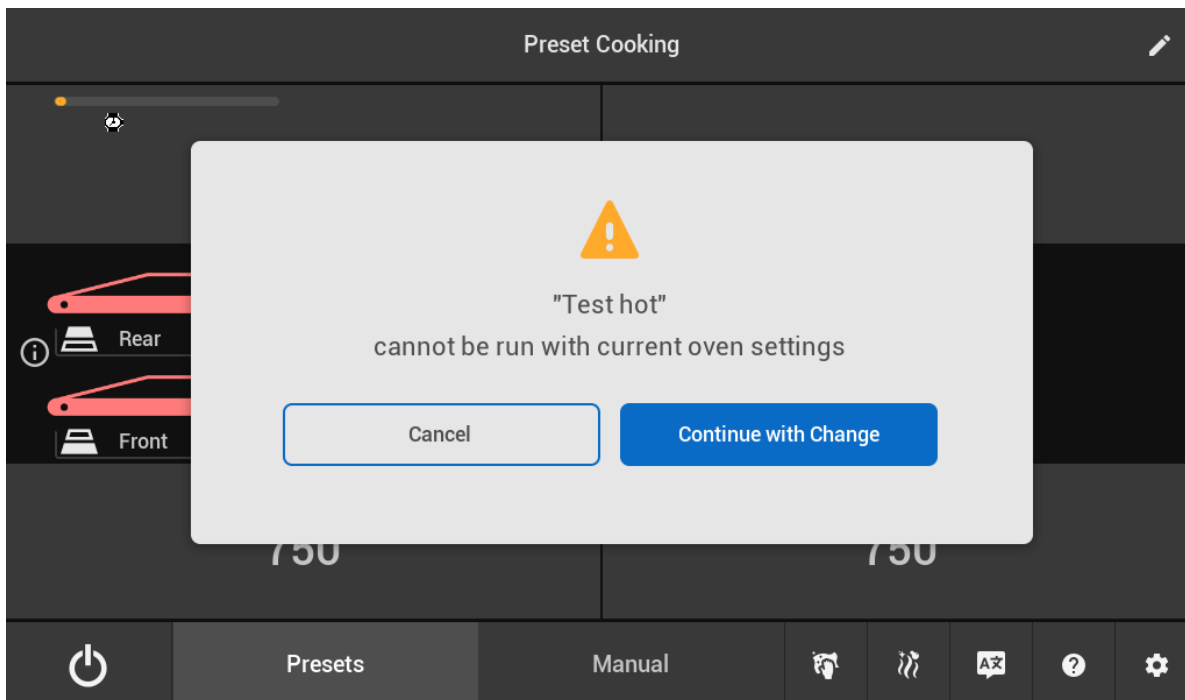 Preset Cooking
"Test hot"
cannot be run with current oven settings
Rear
Front
Cancel
Continue with Change
750
750
Presets
Manual